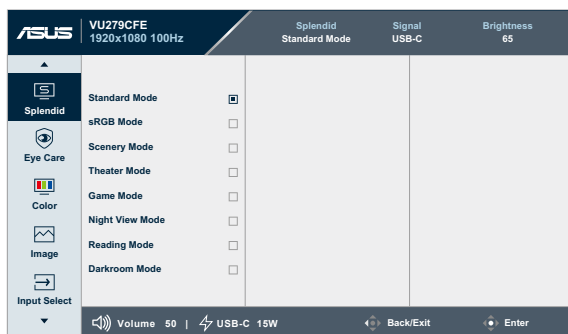 ASUS
VU279CFE
1920x1080 100Hz
Splendid
Standard Mode
Signal
USB-C
Brightness
65
Splendid
Eye Care
Color
Image
Input Select
Standard Mode
sRGB Mode
Scenery Mode
Theater Mode
Game Mode
Night View Mode
Reading Mode
Darkroom Mode
Volume 50 | USB-C 15W
Back/Exit
Enter